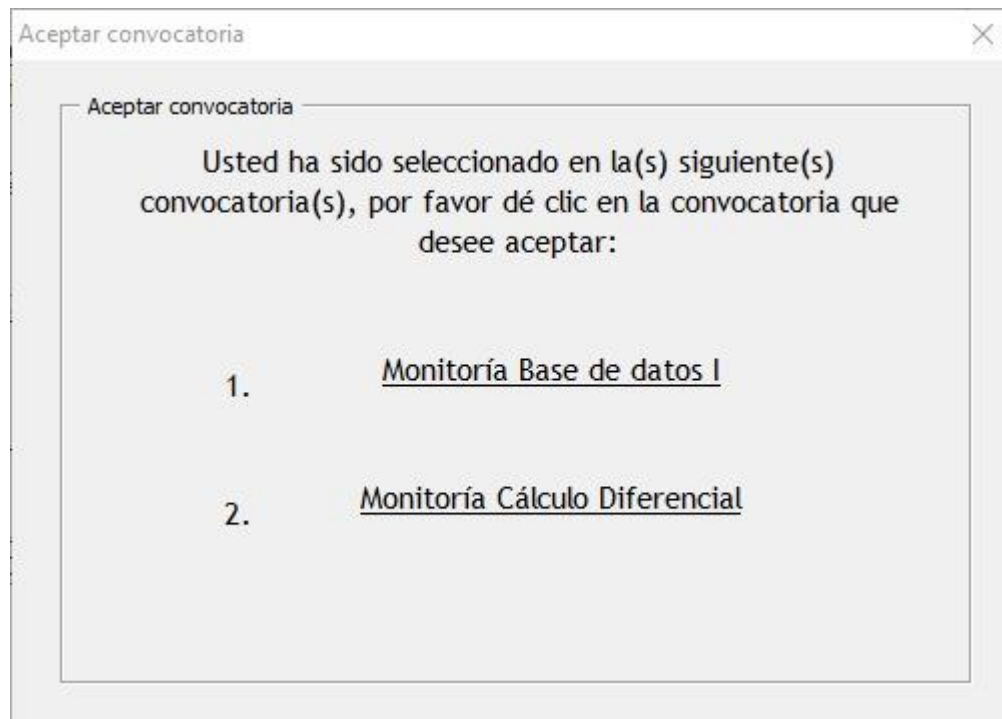 Aceptar convocatoria
Aceptar convocatoria
Usted ha sido seleccionado en la(s) siguiente(s)
convocatoria(s), por favor dé clic en la convocatoria que
desee aceptar:
1. Monitoría Base de datos I
2. Monitoría Cálculo Diferencial